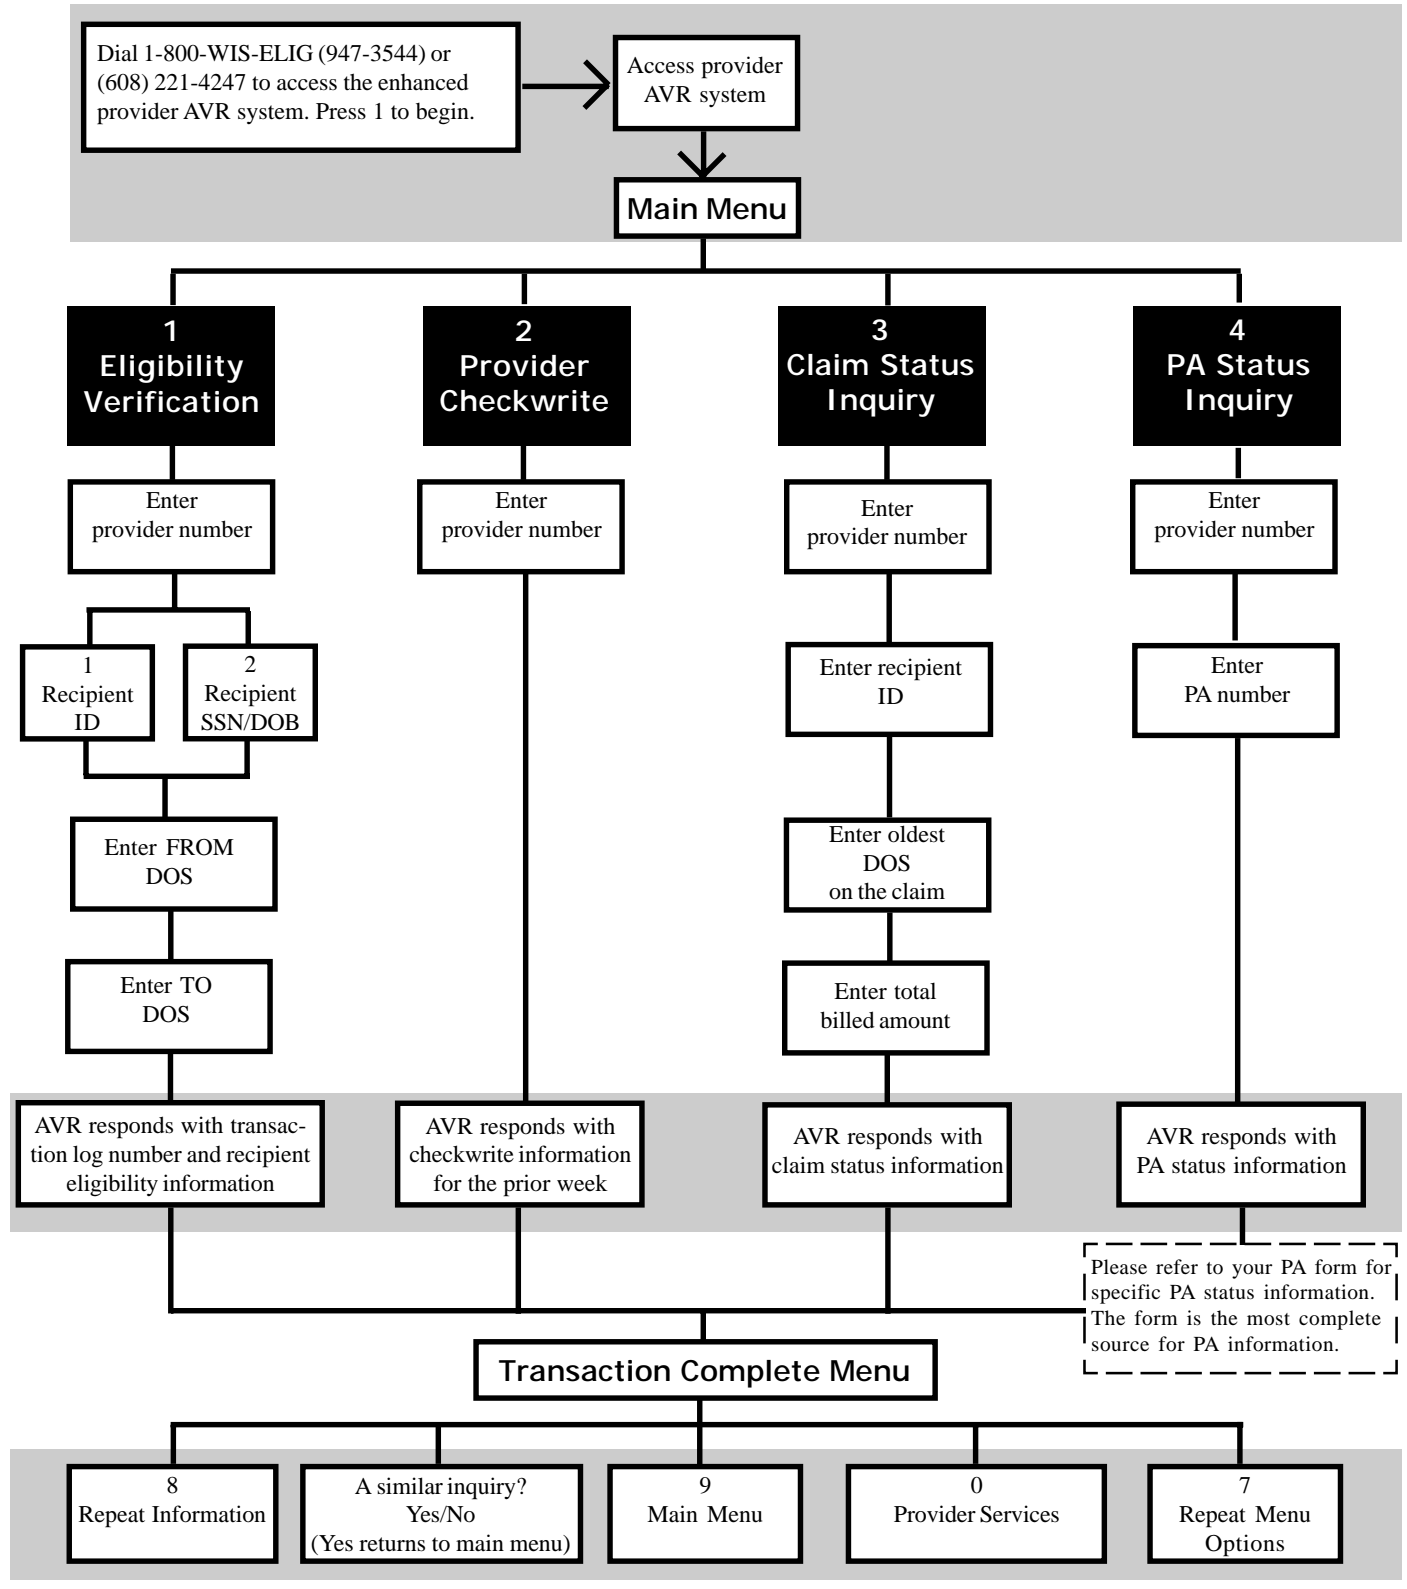 Dial 1-800-WIS-ELIG (947-3544) or
(608) 221-4247 to access the enhanced
provider AVR system. Press 1 to begin.
Access provider
AVR system
Main Menu
1
Eligibility
Verification
2
Provider
Checkwrite
3
Claim Status
Inquiry
4
PA Status
Inquiry
Enter
provider number
Enter
provider number
Enter
provider number
Enter
provider number
1
Recipient
ID
2
Recipient
SSN/DOB
Enter recipient
ID
Enter
PA number
Enter FROM
DOS
Enter oldest
DOS
on the claim
Enter TO
DOS
Enter total
billed amount
AVR responds with transac-
tion log number and recipient
eligibility information
AVR responds with
checkwrite information
for the prior week
AVR responds with
claim status information
AVR responds with
PA status information
Please refer to your PA form for
specific PA status information.
The form is the most complete
source for PA information.
Transaction Complete Menu
8
Repeat Information
A similar inquiry?
Yes/No
(Yes returns to main menu)
9
Main Menu
0
Provider Services
7
Repeat Menu
Options